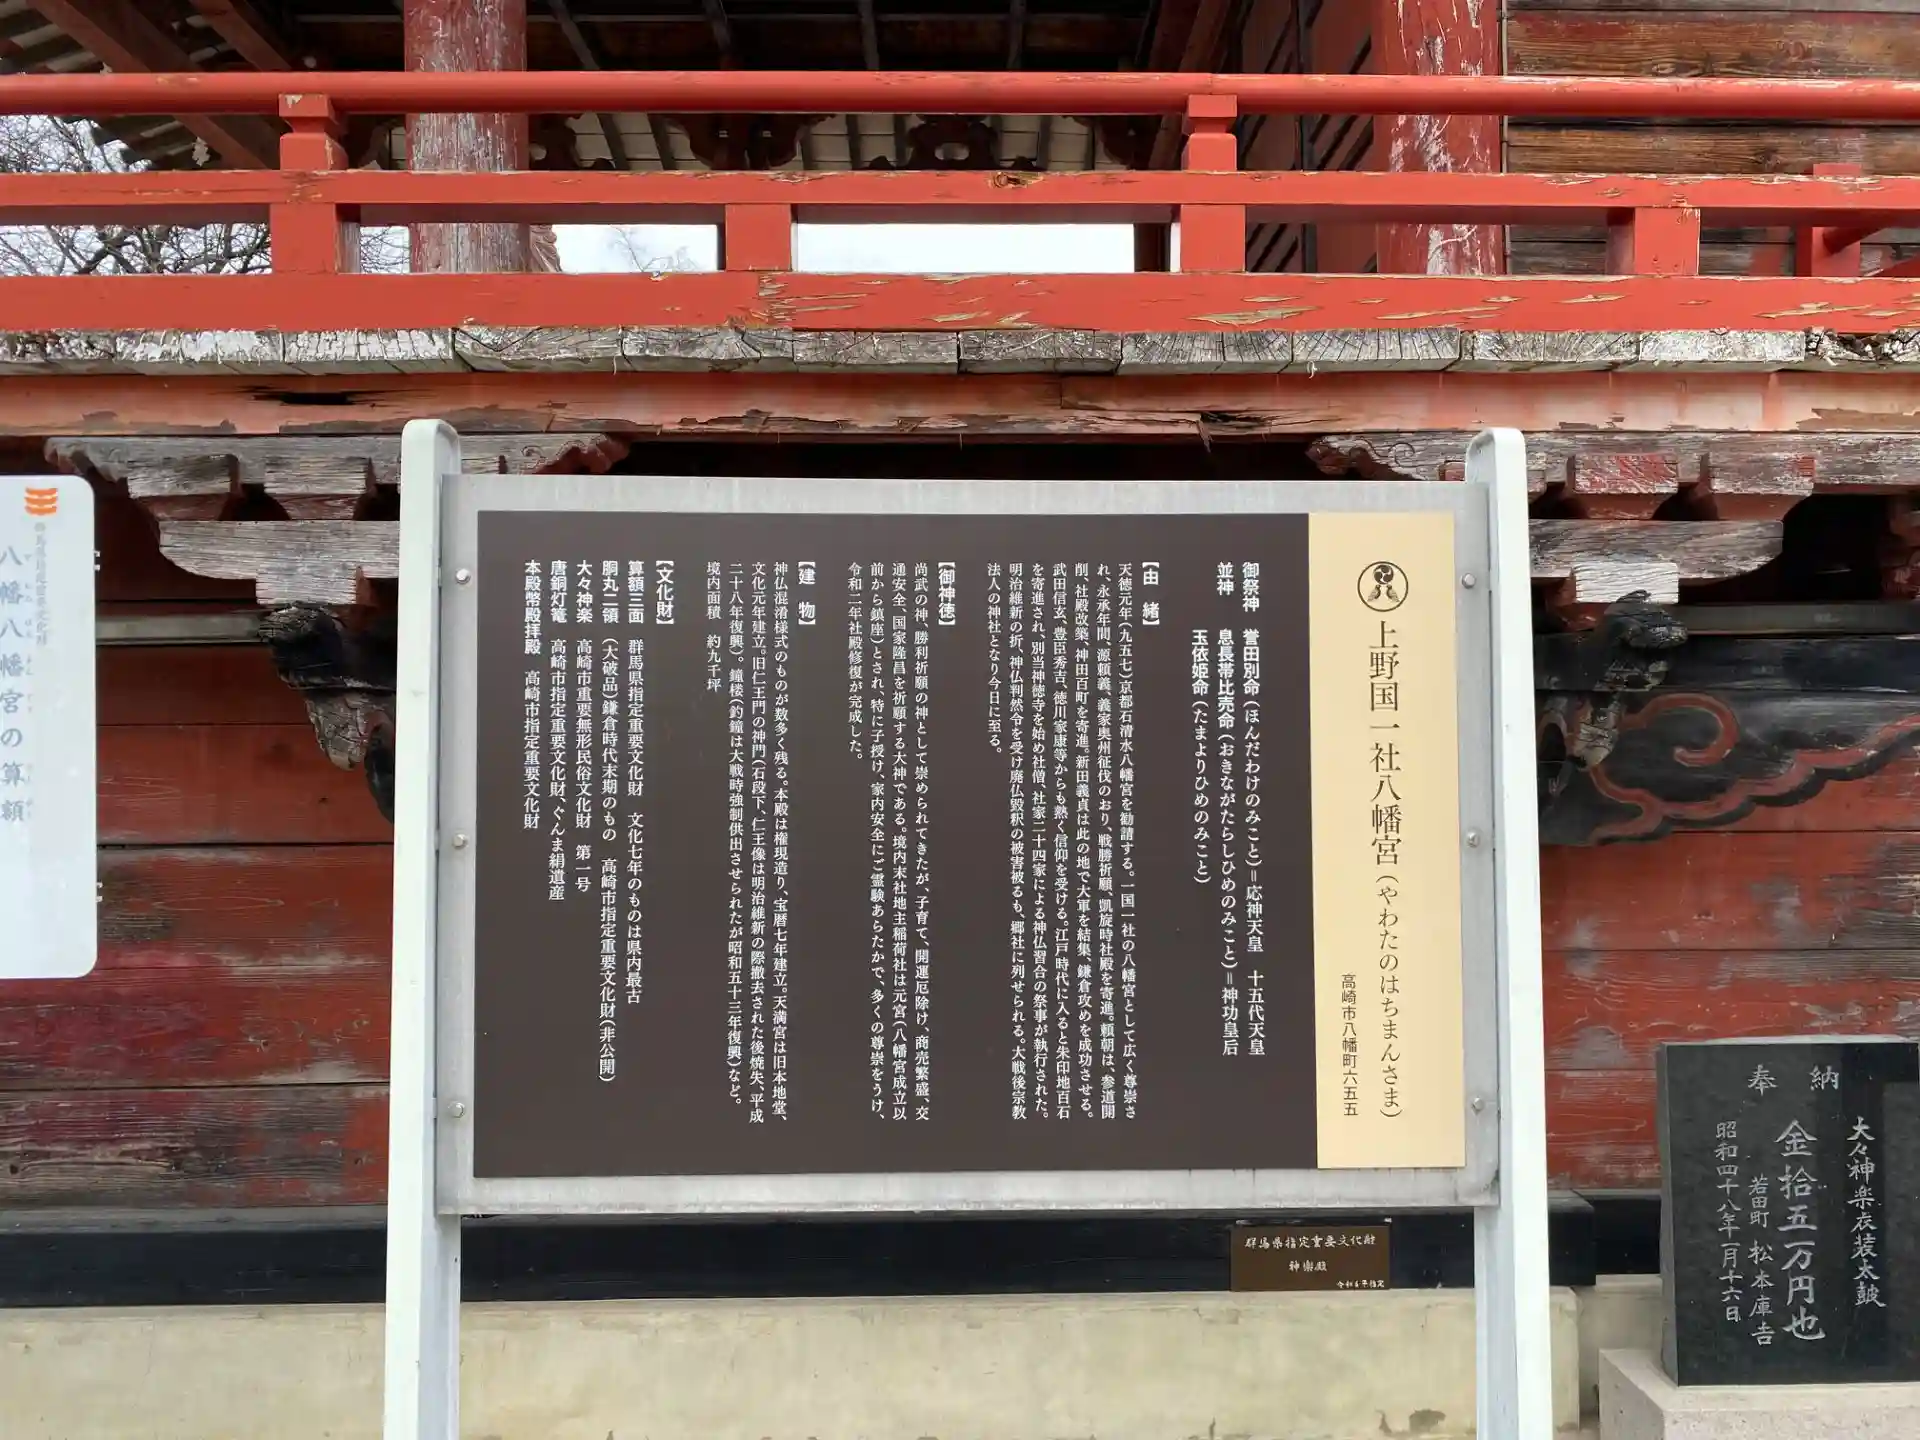 上野国一社八幡宮(やわたのはちまんさま)
高崎市八幡町六五五
御祭神 誉田別命(ほんだわけのみこと)=応神天皇 十五代天皇
並神 息長帯比売命(おきながたらしひめのみこと)=神功皇后
玉依姫命(たまよりひめのみこと)
【由 緒】
天徳元年(九五七)京都石清水八幡宮を勧請する。一国一社の八幡宮として広く尊崇さ
れ、永承年間、源頼義、義家奥州征伐のおり、戦勝祈願、凱旋時社殿を寄進。頼朝は、参道開
削、社殿改築、神田百町を寄進。新田義貞は此の地で大軍を結集、鎌倉攻めを成功させる。
武田信玄、豊臣秀吉、徳川家康等からも熟く信仰を受ける。江戸時代に入ると朱印地百石
を寄進され、別当神徳寺を始め社僧、社家二十四家による神仏習合の祭事が執行された。
明治維新の折、神仏判然令を受け廃仏毀釈の被害被るも、郷社に列せられる。大戦後宗教
法人の神社となり今日に至る。
【御神徳】
尚武の神、勝利祈願の神として崇められてきたが、子育て、開運厄除け、商売繁盛、交
通安全、国家隆昌を祈願する大神である。境内末社地主稲荷社は元宮(八幡宮成立以
前から鎮座)とされ、特に子授け、家内安全にご霊験あらたかで、多くの尊崇をうけ、
令和二年社殿修復が完成した。
【建 物】
神仏混淆様式のものが数多く残る。本殿は権現造り、宝暦七年建立。天満宮は旧本地堂、
文化元年建立。旧仁王門の神門(石段下、仁王像は明治維新の際撤去された後焼失、平成
二十八年復興)。鐘楼(釣鐘は大戦時強制供出させられたが昭和五十三年復興)など。
境内面積 約九千坪
【文化財】
算額三面 群馬県指定重要文化財 文化七年のものは県内最古
胴丸二領 (大破品)鎌倉時代末期のもの 高崎市指定重要文化財(非公開)
大々神楽 高崎市重要無形民俗文化財 第一号
唐銅灯篭 高崎市指定重要文化財、ぐんま絹遺産
本殿幣殿拝殿 高崎市指定重要文化財
八幡八幡宮の算額
群馬県指定重要文化財
神楽殿
令和6年指定
奉納
大々神楽衣装太鼓
金拾五万円也
若田町 松本庫吉
昭和四十八年一月十六日